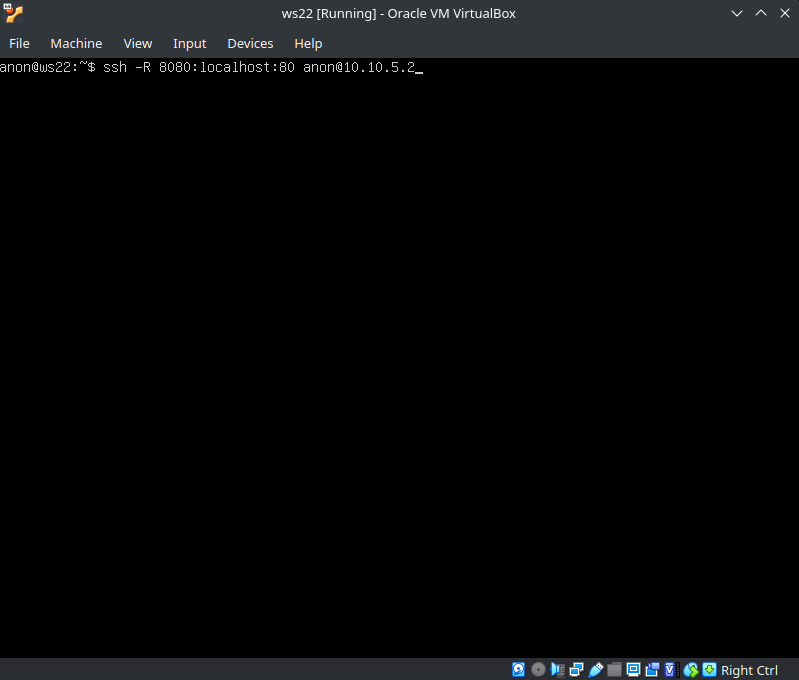 ws22 [Running] - Oracle VM VirtualBox
File Machine View Input Devices Help
anon@ws22:~$ ssh -R 8080:localhost:80 anon@10.10.5.2_
Right Ctrl